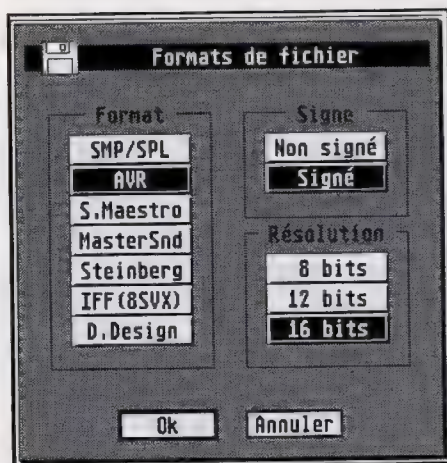 Formats de fichier
Format
SMP/SPL
AVR
S.Maestro
MasterSnd
Steinberg
IFF(8SVX)
D.Design
Signe
Non signé
Signé
Résolution
8 bits
12 bits
16 bits
Ok
Annuler